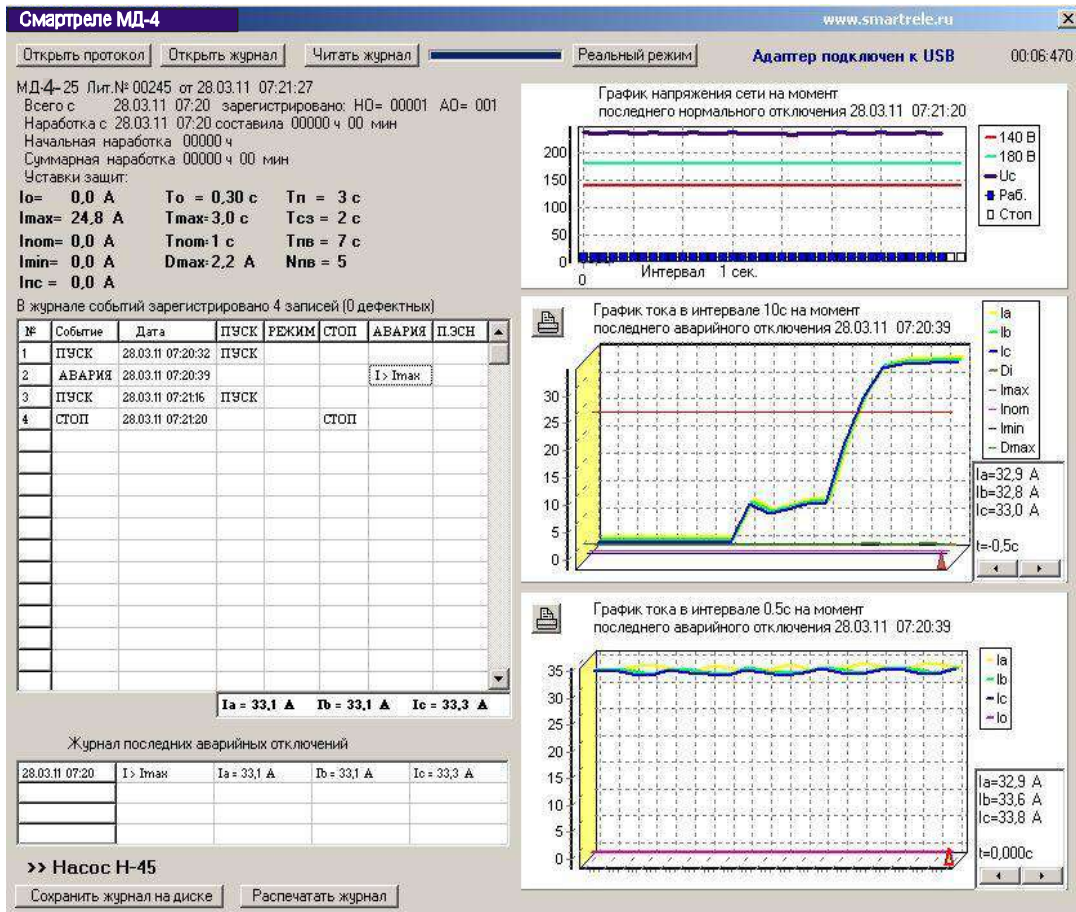 Смартреле МД-4
www.smartrele.ru
Открыть протокол Открыть журнал Читать журнал Реальный режим Адаптер подключен к USB 00:06:470
МД-4-25 Лит.№ 00245 от 28.03.11 07:21:27
Всего с 28.03.11 07:20 зарегистрировано: НО= 00001 АО= 001
Наработка с 28.03.11 07:20 составила 00000 ч 00 мин
Начальная наработка 00000 ч
Суммарная наработка 00000 ч 00 мин
Уставки защит:
Io= 0,0 А To = 0,30 с Тп = 3 с
Imax= 24,8 А Tmax=3,0 с Тсз = 2 с
Inom= 0,0 А Tnom=1 с Тпв = 7 с
Imin= 0,0 А Dmax=2,2 А Nпв = 5
Iпс = 0,0 А
В журнале событий зарегистрировано 4 записей (0 дефектных)
№ Событие Дата ПУСК РЕЖИМ СТОП АВАРИЯ П.ЭСН
1 ПУСК 28.03.11 07:20:32 ПУСК
2 АВАРИЯ 28.03.11 07:20:39 I> Imax
3 ПУСК 28.03.11 07:21:16 ПУСК
4 СТОП 28.03.11 07:21:20 СТОП
Ia = 33,1 А Ib = 33,1 А Ic = 33,3 А
Журнал последних аварийных отключений
28.03.11 07:20 I> Imax Ia = 33,1 А Ib = 33,1 А Ic = 33,3 А
>> Насос Н-45
Сохранить журнал на диске Распечатать журнал
График напряжения сети на момент
последнего нормального отключения 28.03.11 07:21:20
200
150
100
50
0
0
Интервал 1 сек.
140 В
180 В
Uc
Раб.
Стоп
График тока в интервале 10с на момент
последнего аварийного отключения 28.03.11 07:20:39
30
25
20
15
10
5
0
Ia
Ib
Ic
Di
Imax
Inom
Imin
Dmax
Ia=32,9 А
Ib=32,8 А
Ic=33,0 А
t=-0,5с
График тока в интервале 0.5с на момент
последнего аварийного отключения 28.03.11 07:20:39
35
30
25
20
15
10
5
0
Ia
Ib
Ic
Io
Ia=32,9 А
Ib=33,6 А
Ic=33,8 А
t=0,000с